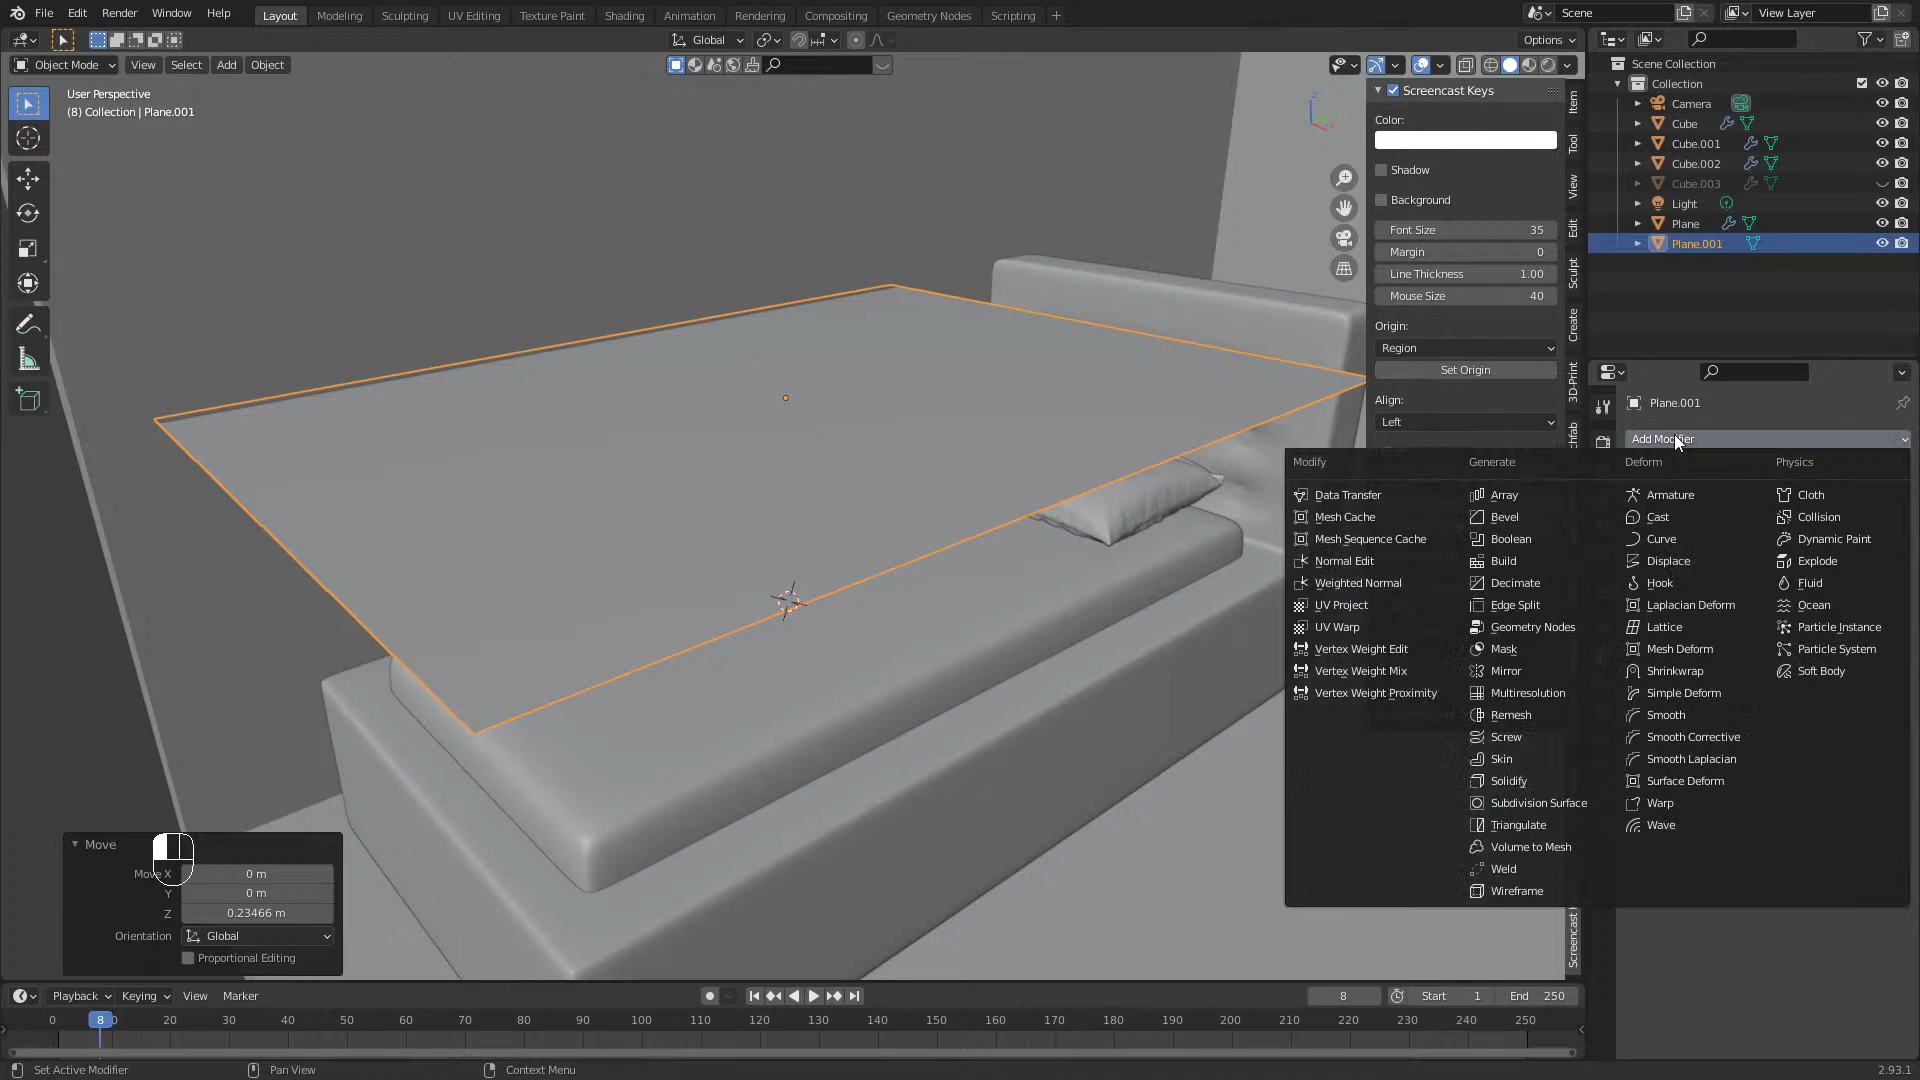 File Edit Render Window Help Layout Modeling Sculpting UV Editing Texture Paint Shading Animation Rendering Compositing Geometry Nodes Scripting + Scene View Layer
Global Options
Object Mode View Select Add Object
User Perspective
(8) Collection | Plane.001
Screencast Keys
Color:
Shadow
Background
Font Size 35
Margin 0
Line Thickness 1.00
Mouse Size 40
Origin:
Region
Set Origin
Align:
Left
Item
Tool
View
Edit
Sculpt
Create
3D-Print
Scene Collection
Collection
Camera
Cube
Cube.001
Cube.002
Cube.003
Light
Plane
Plane.001
Plane.001
Add Modifier
Modify
Data Transfer
Mesh Cache
Mesh Sequence Cache
Normal Edit
Weighted Normal
UV Project
UV Warp
Vertex Weight Edit
Vertex Weight Mix
Vertex Weight Proximity
Generate
Array
Bevel
Boolean
Build
Decimate
Edge Split
Geometry Nodes
Mask
Mirror
Multiresolution
Remesh
Screw
Skin
Solidify
Subdivision Surface
Triangulate
Volume to Mesh
Weld
Wireframe
Deform
Armature
Cast
Curve
Displace
Hook
Laplacian Deform
Lattice
Mesh Deform
Shrinkwrap
Simple Deform
Smooth
Smooth Corrective
Smooth Laplacian
Surface Deform
Warp
Wave
Physics
Cloth
Collision
Dynamic Paint
Explode
Fluid
Ocean
Particle Instance
Particle System
Soft Body
Move
Move X 0 m
Y 0 m
Z 0.23466 m
Orientation Global
Proportional Editing
Playback Keying View Marker 8 Start 1 End 250
0 8 20 30 40 50 60 70 80 90 100 110 120 130 140 150 160 170 180 190 200 210 220 230 240 250
Set Active Modifier Pan View Context Menu 2.93.1